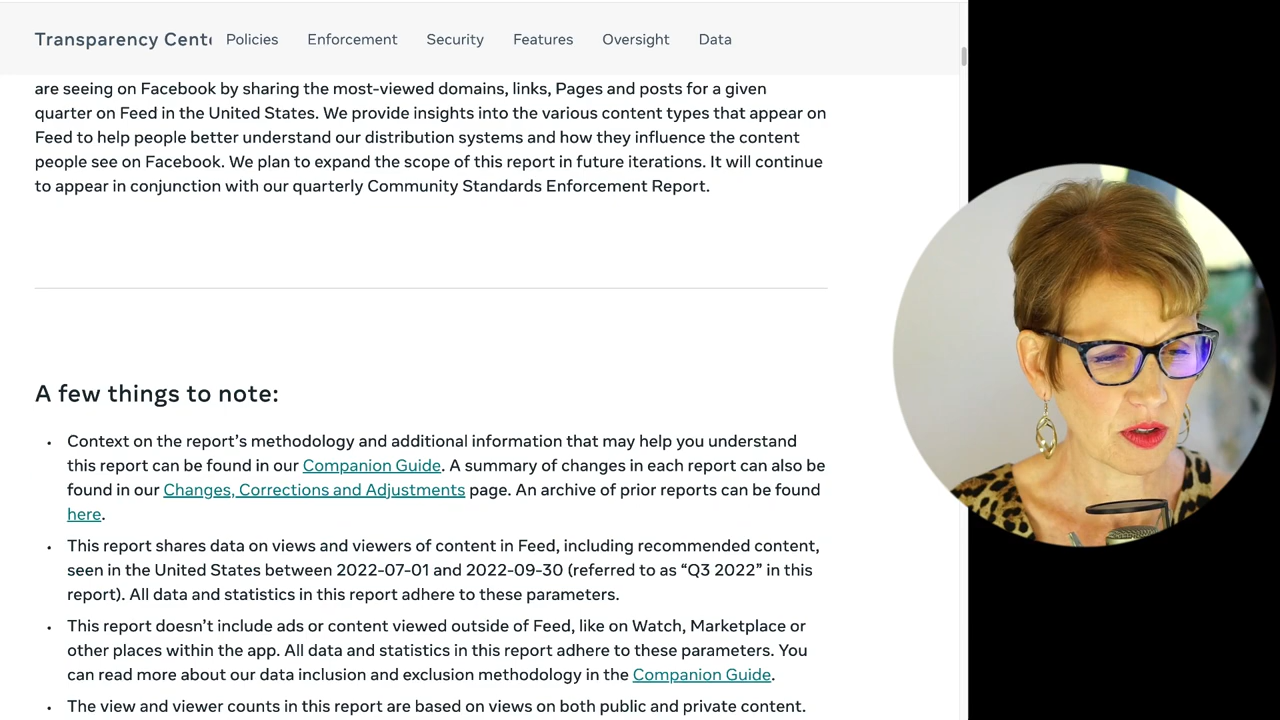 Transparency Cent
Policies
Enforcement
Security
Features
Oversight
Data
are seeing on Facebook by sharing the most-viewed domains, links, Pages and posts for a given
quarter on Feed in the United States. We provide insights into the various content types that appear on
Feed to help people better understand our distribution systems and how they influence the content
people see on Facebook. We plan to expand the scope of this report in future iterations. It will continue
to appear in conjunction with our quarterly Community Standards Enforcement Report.
A few things to note:
• Context on the report’s methodology and additional information that may help you understand
this report can be found in our Companion Guide. A summary of changes in each report can also be
found in our Changes, Corrections and Adjustments page. An archive of prior reports can be found
here.
• This report shares data on views and viewers of content in Feed, including recommended content,
seen in the United States between 2022-07-01 and 2022-09-30 (referred to as “Q3 2022” in this
report). All data and statistics in this report adhere to these parameters.
• This report doesn’t include ads or content viewed outside of Feed, like on Watch, Marketplace or
other places within the app. All data and statistics in this report adhere to these parameters. You
can read more about our data inclusion and exclusion methodology in the Companion Guide.
• The view and viewer counts in this report are based on views on both public and private content.